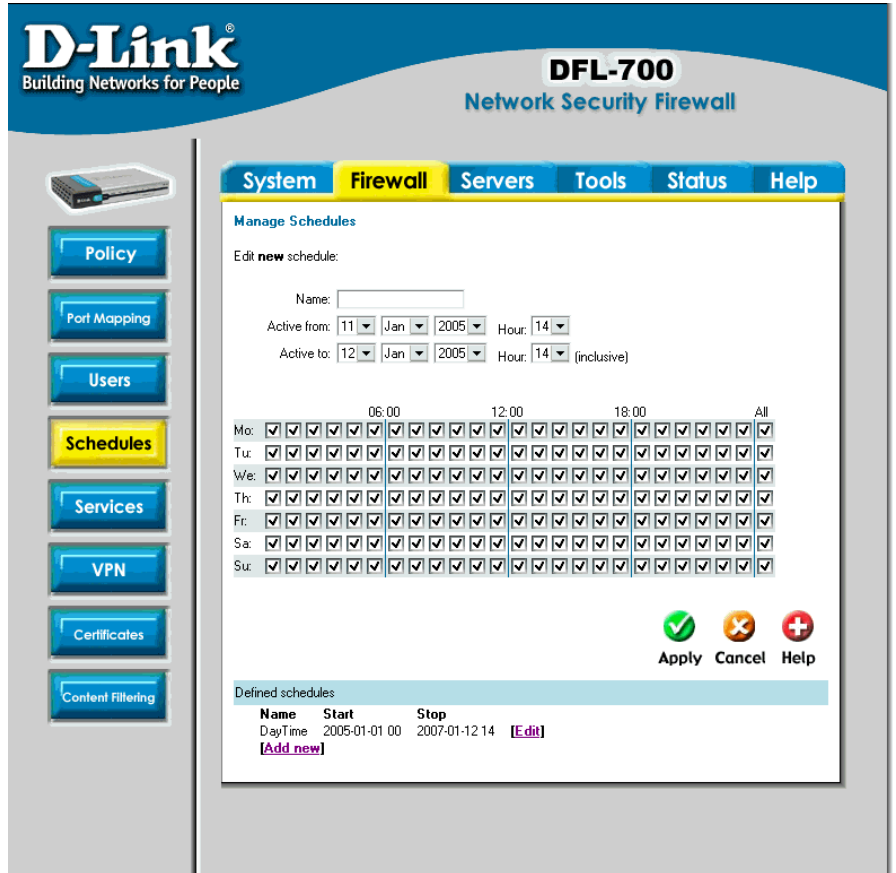 D-Link
Building Networks for People
DFL-700
Network Security Firewall
System Firewall Servers Tools Status Help
Policy
Port Mapping
Users
Schedules
Services
VPN
Certificates
Content Filtering
Manage Schedules
Edit new schedule:
Name:
Active from: 11 Jan 2005 Hour: 14
Active to: 12 Jan 2005 Hour: 14 (inclusive)
06:00 12:00 18:00 All
Mo:
Tu:
We:
Th:
Fr:
Sa:
Su:
Apply Cancel Help
Defined schedules
Name Start Stop
DayTime 2005-01-01 00 2007-01-12 14 [Edit]
[Add new]